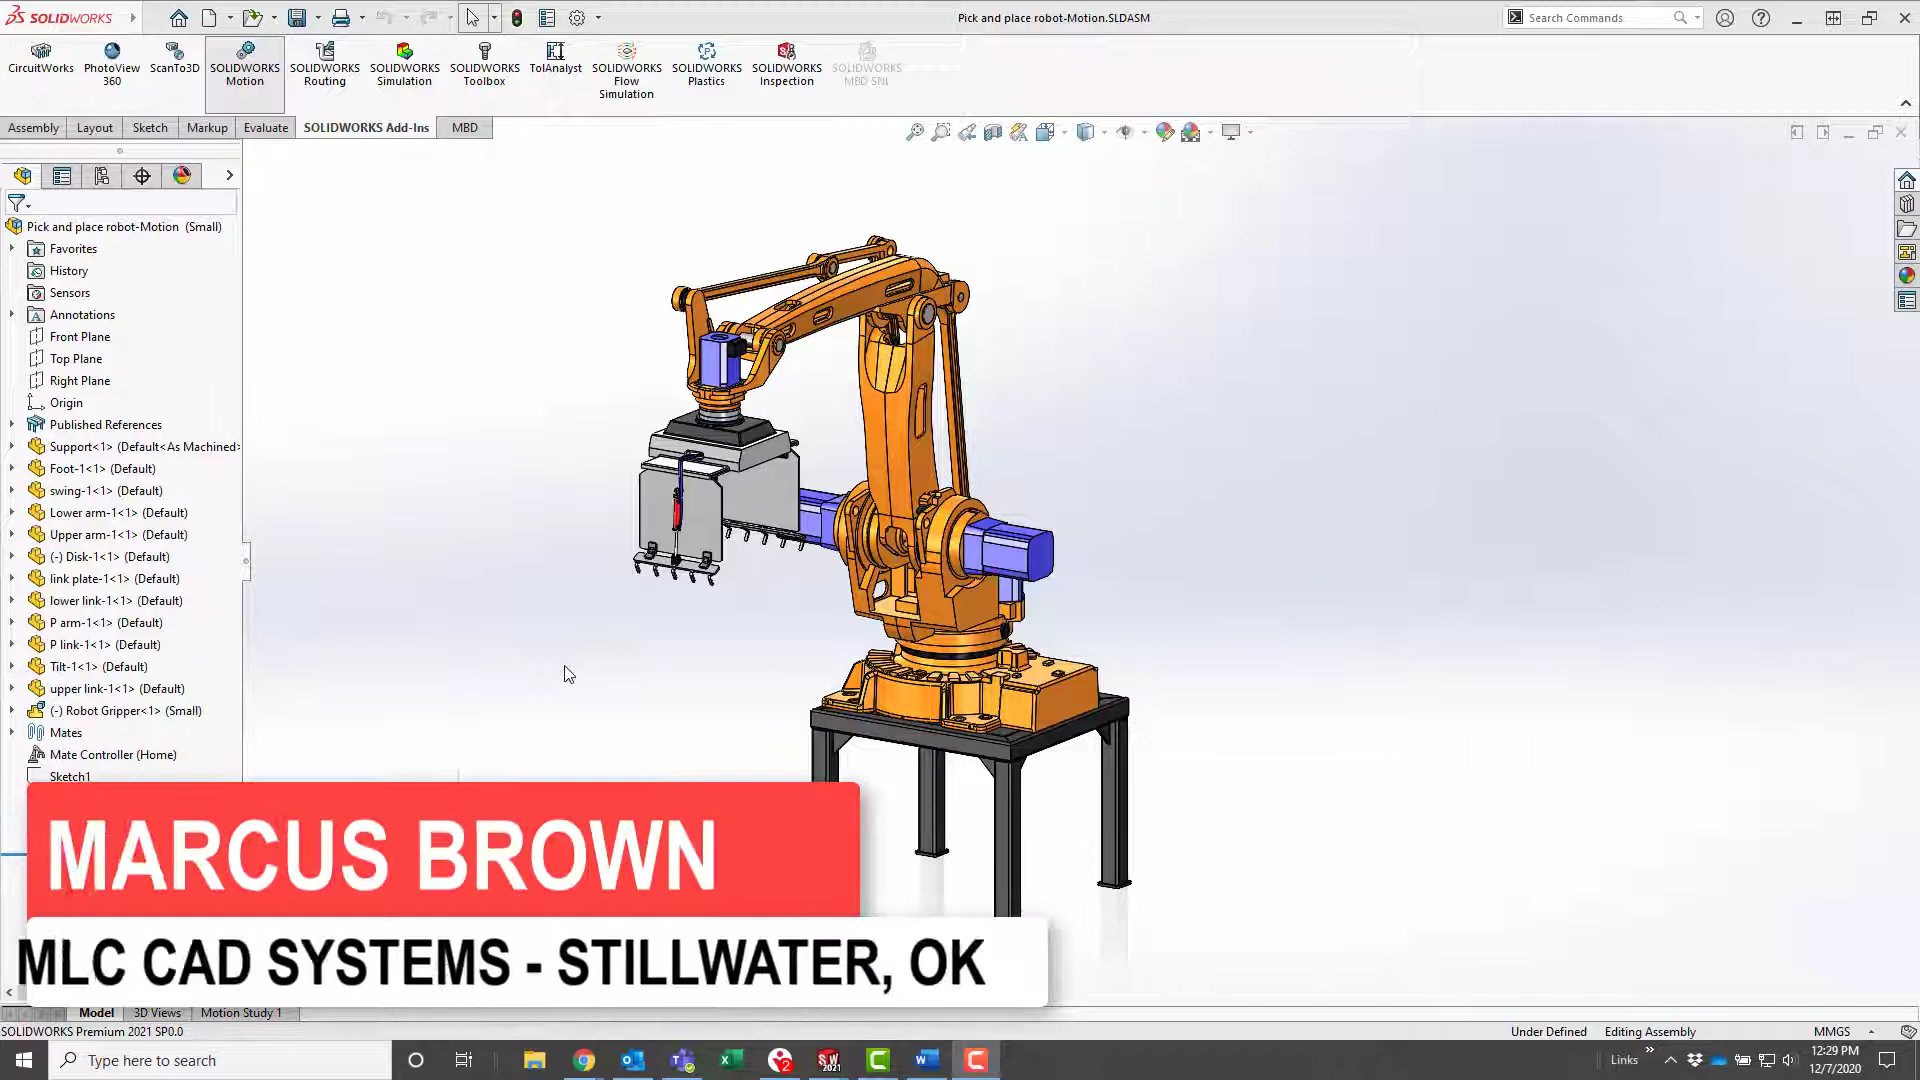 SOLIDWORKS
Pick and place robot-Motion.SLDASM
Search Commands
CircuitWorks
PhotoView 360
ScanTo3D
SOLIDWORKS Motion
SOLIDWORKS Routing
SOLIDWORKS Simulation
SOLIDWORKS Toolbox
TolAnalyst
SOLIDWORKS Flow Simulation
SOLIDWORKS Plastics
SOLIDWORKS Inspection
SOLIDWORKS MBD SNL
Assembly
Layout
Sketch
Markup
Evaluate
SOLIDWORKS Add-Ins
MBD
Pick and place robot-Motion (Small)
Favorites
History
Sensors
Annotations
Front Plane
Top Plane
Right Plane
Origin
Published References
Support<1> (Default<As Machined>
Foot-1<1> (Default)
swing-1<1> (Default)
Lower arm-1<1> (Default)
Upper arm-1<1> (Default)
(-) Disk-1<1> (Default)
link plate-1<1> (Default)
lower link-1<1> (Default)
P arm-1<1> (Default)
P link-1<1> (Default)
Tilt-1<1> (Default)
upper link-1<1> (Default)
(-) Robot Gripper<1> (Small)
Mates
Mate Controller (Home)
Sketch1
MARCUS BROWN
MLC CAD SYSTEMS - STILLWATER, OK
Model
3D Views
Motion Study 1
SOLIDWORKS Premium 2021 SP0.0
Under Defined
Editing Assembly
MMGS
Type here to search
Links
12:29 PM
12/7/2020